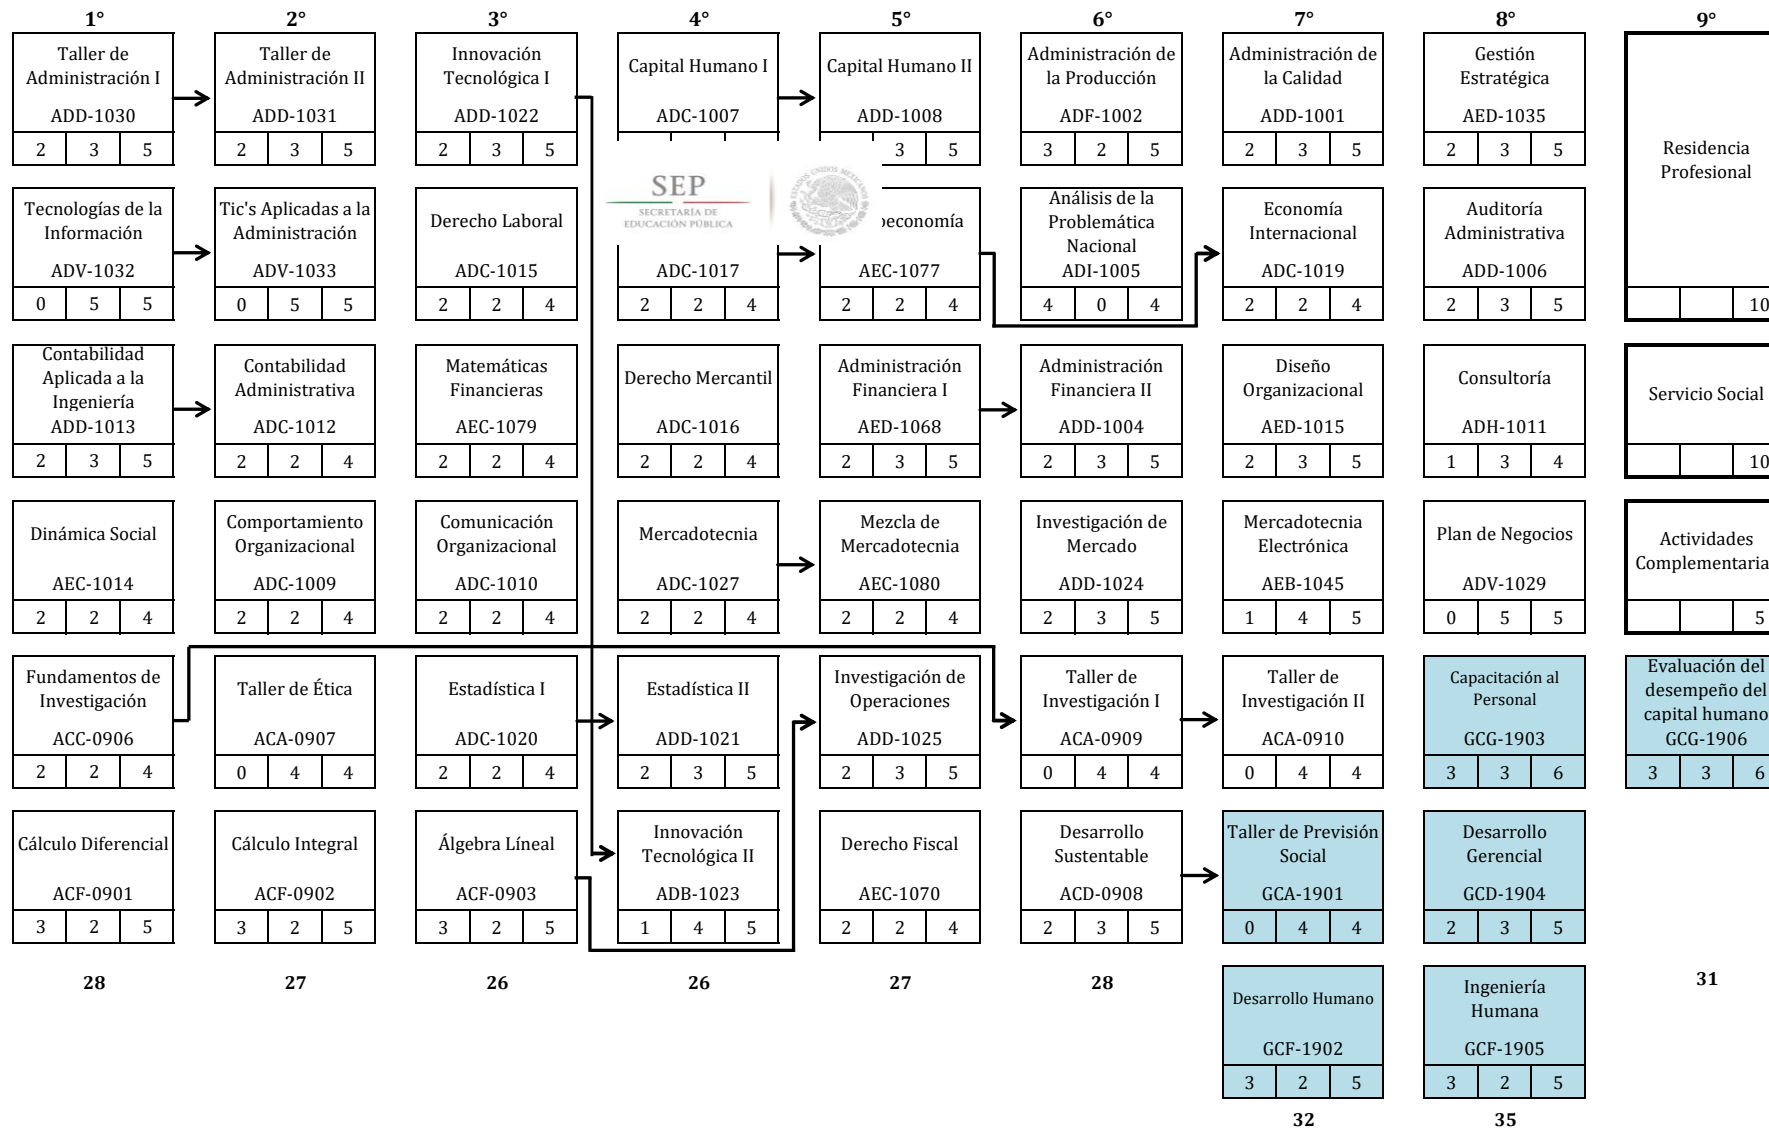 1° 2° 3° 4° 5° 6° 7° 8° 9°
Taller de
Administración I
ADD-1030
2 3 5
Taller de
Administración II
ADD-1031
2 3 5
Innovación
Tecnológica I
ADD-1022
2 3 5
Capital Humano I
ADC-1007
Capital Humano II
ADD-1008
3 5
Administración de
la Producción
ADF-1002
3 2 5
Administración de
la Calidad
ADD-1001
2 3 5
Gestión
Estratégica
AED-1035
2 3 5
Residencia
Profesional
10
SEP
SECRETARÍA DE
EDUCACIÓN PÚBLICA
ESTADOS UNIDOS MEXICANOS
Tecnologías de la
Información
ADV-1032
0 5 5
Tic's Aplicadas a la
Administración
ADV-1033
0 5 5
Derecho Laboral
ADC-1015
2 2 4
ADC-1017
2 2 4
oeconomía
AEC-1077
2 2 4
Análisis de la
Problemática
Nacional
ADI-1005
4 0 4
Economía
Internacional
ADC-1019
2 2 4
Auditoría
Administrativa
ADD-1006
2 3 5
Contabilidad
Aplicada a la
Ingeniería
ADD-1013
2 3 5
Contabilidad
Administrativa
ADC-1012
2 2 4
Matemáticas
Financieras
AEC-1079
2 2 4
Derecho Mercantil
ADC-1016
2 2 4
Administración
Financiera I
AED-1068
2 3 5
Administración
Financiera II
ADD-1004
2 3 5
Diseño
Organizacional
AED-1015
2 3 5
Consultoría
ADH-1011
1 3 4
Servicio Social
10
Dinámica Social
AEC-1014
2 2 4
Comportamiento
Organizacional
ADC-1009
2 2 4
Comunicación
Organizacional
ADC-1010
2 2 4
Mercadotecnia
ADC-1027
2 2 4
Mezcla de
Mercadotecnia
AEC-1080
2 2 4
Investigación de
Mercado
ADD-1024
2 3 5
Mercadotecnia
Electrónica
AEB-1045
1 4 5
Plan de Negocios
ADV-1029
0 5 5
Actividades
Complementaria
5
Fundamentos de
Investigación
ACC-0906
2 2 4
Taller de Ética
ACA-0907
0 4 4
Estadística I
ADC-1020
2 2 4
Estadística II
ADD-1021
2 3 5
Investigación de
Operaciones
ADD-1025
2 3 5
Taller de
Investigación I
ACA-0909
0 4 4
Taller de
Investigación II
ACA-0910
0 4 4
Capacitación al
Personal
GCG-1903
3 3 6
Evaluación del
desempeño del
capital humano
GCG-1906
3 3 6
Cálculo Diferencial
ACF-0901
3 2 5
Cálculo Integral
ACF-0902
3 2 5
Álgebra Líneal
ACF-0903
3 2 5
Innovación
Tecnológica II
ADB-1023
1 4 5
Derecho Fiscal
AEC-1070
2 2 4
Desarrollo
Sustentable
ACD-0908
2 3 5
Taller de Previsión
Social
GCA-1901
0 4 4
Desarrollo
Gerencial
GCD-1904
2 3 5
28 27 26 26 27 28 31
Desarrollo Humano
GCF-1902
3 2 5
Ingeniería
Humana
GCF-1905
3 2 5
32 35